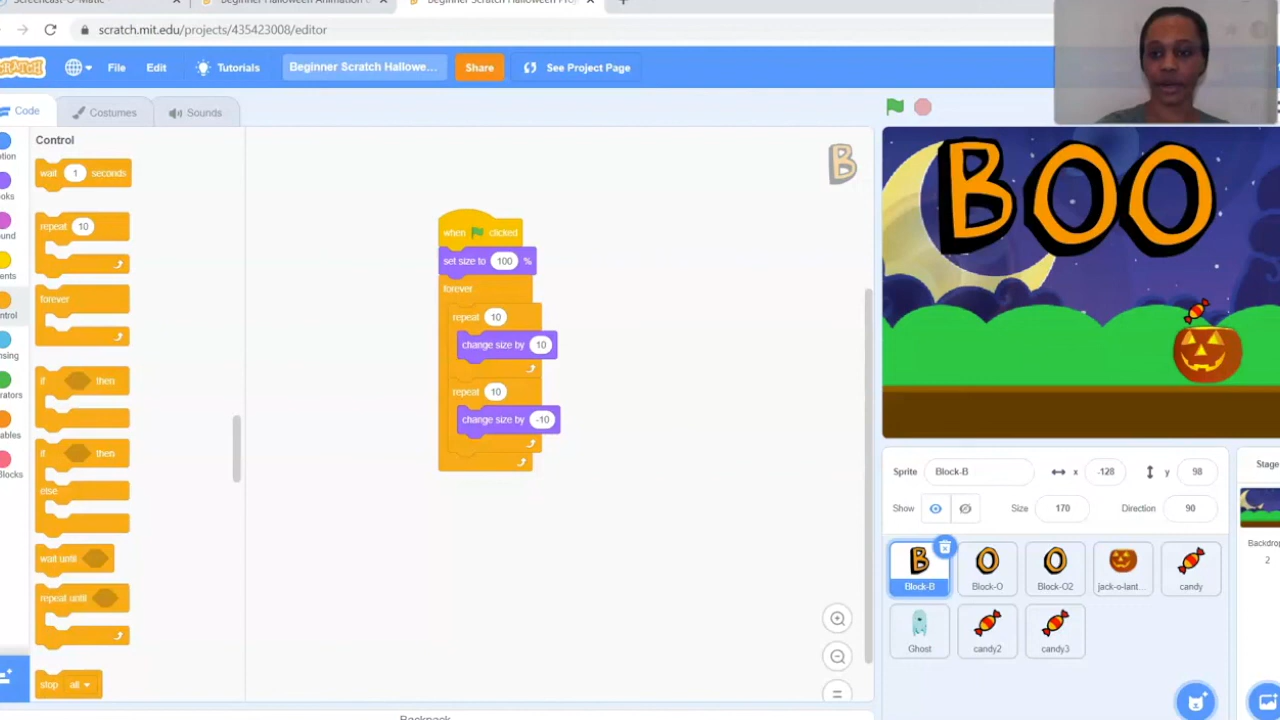 scratch.mit.edu/projects/435423008/editor
File Edit Tutorials Beginner Scratch Hallowe... Share See Project Page
Code Costumes Sounds
Control
wait 1 seconds
repeat 10
forever
if then
if then
else
wait until
repeat until
stop all
when clicked
set size to 100 %
forever
repeat 10
change size by 10
repeat 10
change size by -10
B
BOO
Sprite Block-B x -128 y 98
Show Size 170 Direction 90
Stage
Backdrop
2
B O O
Block-B Block-O Block-O2 jack-o-lant... candy
Ghost candy2 candy3